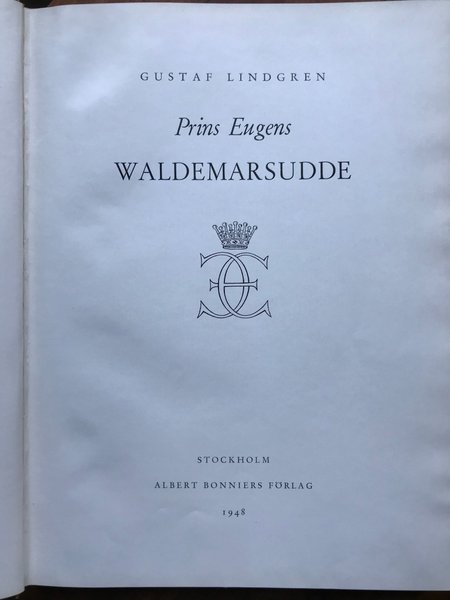 GUSTAF LINDGREN
Prins Eugens
WALDEMARSUDDE
STOCKHOLM
ALBERT BONNIERS FÖRLAG
1948